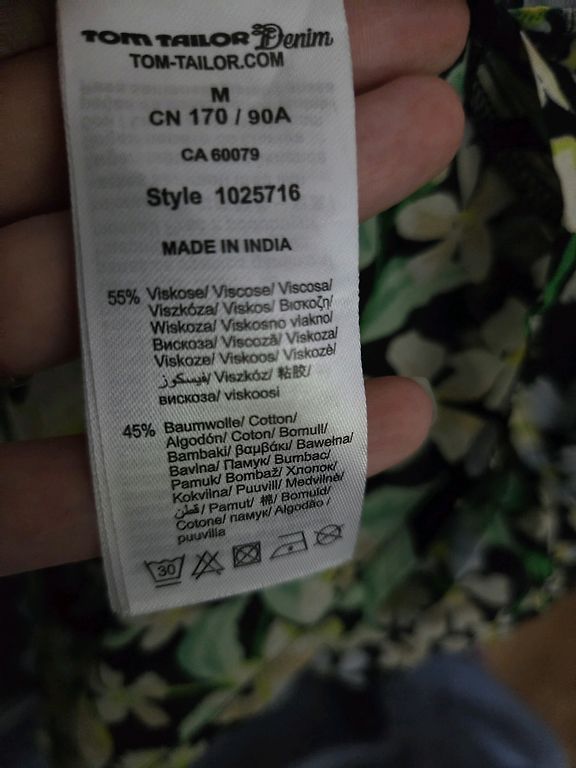 TOM TAILOR Denim
TOM-TAILOR.COM
M
CN 170 / 90A
CA 60079
Style 1025716
MADE IN INDIA
55% Viskose/ Viscose/ Viscosa/
Viszkóza/ Viskos/ Βισκοζη/
Wiskoza/ Viskosno vlakno/
Вискоза/ Viscoză/ Viskoza/
Viskoze/ Viskoos/ Viskozė/
فيسكوز/ Viszkóz/ 粘胶/
вискоза/ viskoosi
45% Baumwolle/ Cotton/
Algodón/ Coton/ Bomull/
Bambaki/ βαμβάκι/ Bawełna/
Bavlna/ Памук/ Bumbac/
Pamuk/ Bombaž/ Хлопок/
Kokvilna/ Puuvill/ Medvilnė/
قطن/ Pamut/ 棉/ Bomuld/
Cotone/ памук/ Algodão /
puuvilla
30